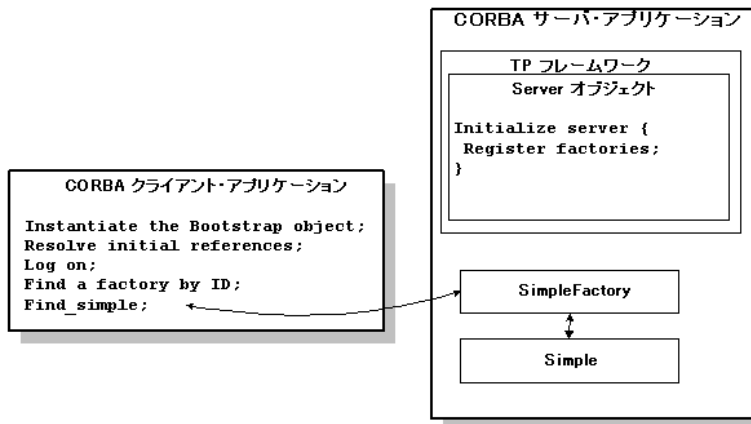 CORBA サーバ・アプリケーション
TP フレームワーク
Server オブジェクト
Initialize server {
Register factories;
}
CORBA クライアント・アプリケーション
Instantiate the Bootstrap object;
Resolve initial references;
Log on;
Find a factory by ID;
Find_simple;
SimpleFactory
Simple